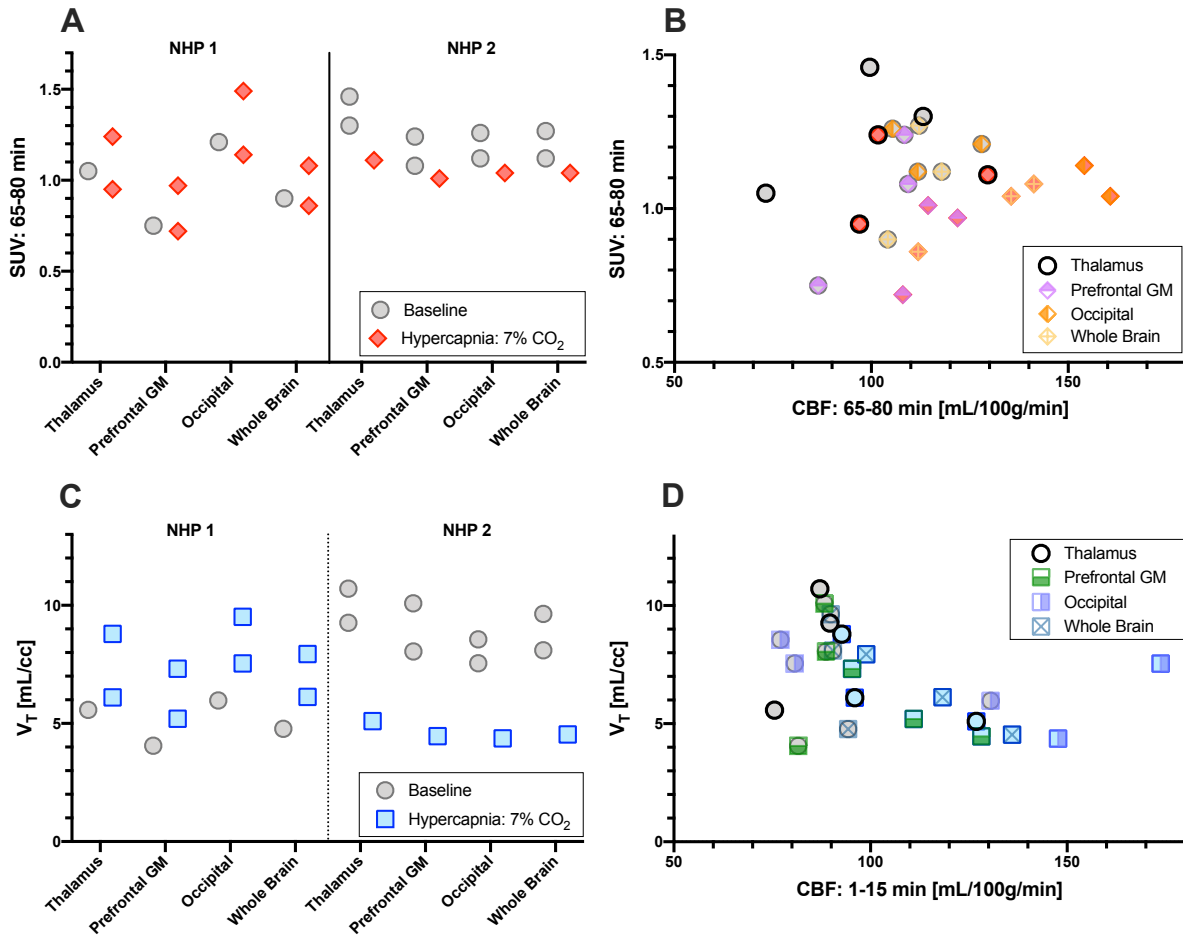 A
NHP 1
NHP 2
SUV: 65-80 min
1.5
1.0
1.5
0.0
Baseline
Hypercapnia: 7% CO₂
Thalamus
Prefrontal GM
Occipital
Whole Brain
Thalamus
Prefrontal GM
Occipital
Whole Brain
B
SUV: 65-80 min
1.5
1.0
0.5
50
100
150
CBF: 65-80 min [mL/100g/min]
Thalamus
Prefrontal GM
Occipital
Whole Brain
C
NHP 1
NHP 2
V_T [mL/cc]
10
5
0
Baseline
Hypercapnia: 7% CO₂
Thalamus
Prefrontal GM
Occipital
Whole Brain
Thalamus
Prefrontal GM
Occipital
Whole Brain
D
V_T [mL/cc]
10
5
0
50
100
150
CBF: 1-15 min [mL/100g/min]
Thalamus
Prefrontal GM
Occipital
Whole Brain